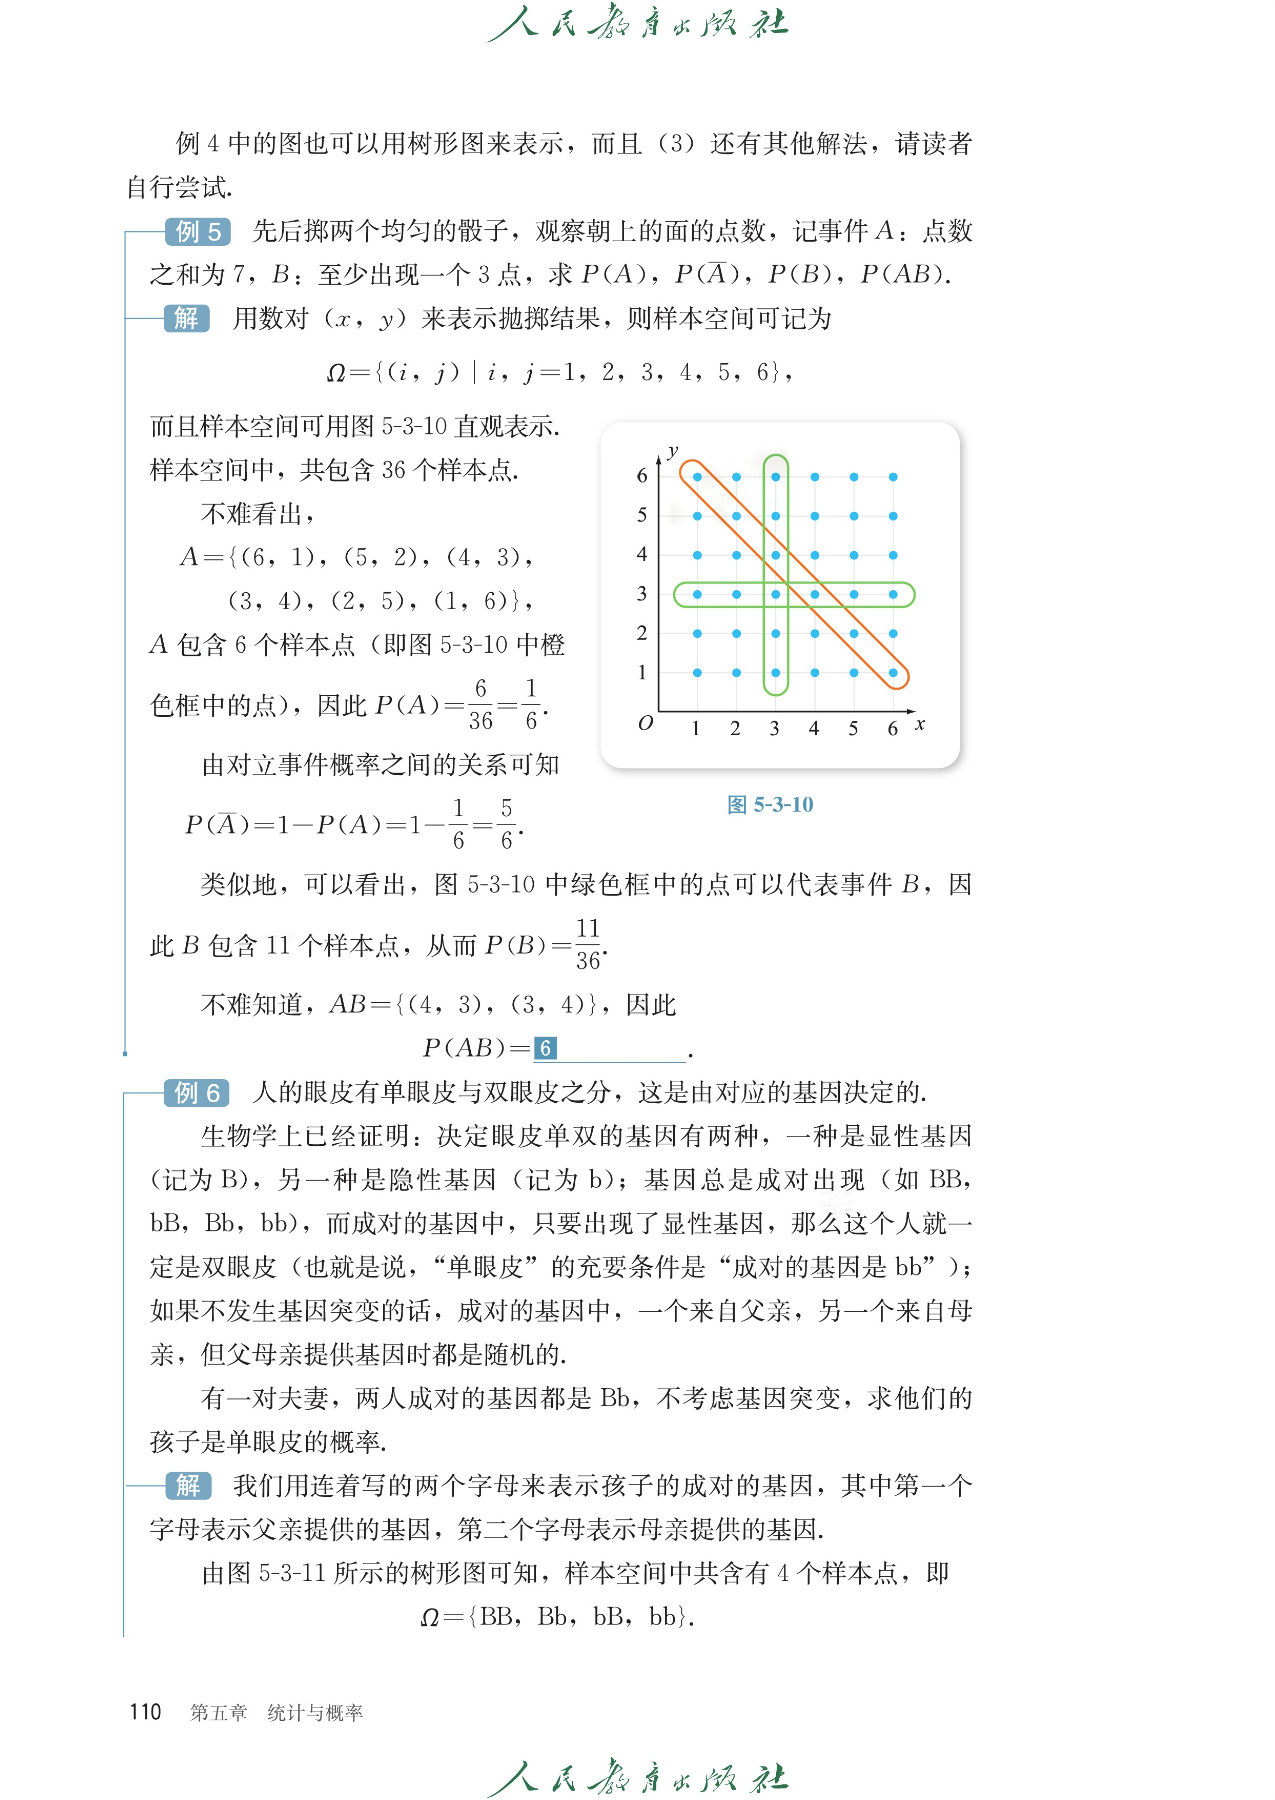 人民教育出版社
例 4 中的图也可以用树形图来表示，而且（3）还有其他解法，请读者
自行尝试.
例 5 先后掷两个均匀的骰子，观察朝上的面的点数，记事件 A：点数
之和为 7，B：至少出现一个 3 点，求 P(A)，P(A̅)，P(B)，P(AB).
解 用数对（x，y）来表示抛掷结果，则样本空间可记为
Ω={(i，j) | i，j=1，2，3，4，5，6}，
而且样本空间可用图 5-3-10 直观表示.
样本空间中，共包含 36 个样本点.
不难看出，
A={(6，1)，(5，2)，(4，3)，
(3，4)，(2，5)，(1，6)}，
A 包含 6 个样本点（即图 5-3-10 中橙
色框中的点），因此 P(A)=6/36=1/6.
由对立事件概率之间的关系可知
P(A̅)=1-P(A)=1-1/6=5/6.
y
6
5
4
3
2
1
O 1 2 3 4 5 6 x
图 5-3-10
类似地，可以看出，图 5-3-10 中绿色框中的点可以代表事件 B，因
此 B 包含 11 个样本点，从而 P(B)=11/36.
不难知道，AB={(4，3)，(3，4)}，因此
P(AB)=6 .
例 6 人的眼皮有单眼皮与双眼皮之分，这是由对应的基因决定的.
生物学上已经证明：决定眼皮单双的基因有两种，一种是显性基因
（记为 B），另一种是隐性基因（记为 b）；基因总是成对出现（如 BB，
bB，Bb，bb），而成对的基因中，只要出现了显性基因，那么这个人就一
定是双眼皮（也就是说，“单眼皮”的充要条件是“成对的基因是 bb”）；
如果不发生基因突变的话，成对的基因中，一个来自父亲，另一个来自母
亲，但父母亲提供基因时都是随机的.
有一对夫妻，两人成对的基因都是 Bb，不考虑基因突变，求他们的
孩子是单眼皮的概率.
解 我们用连着写的两个字母来表示孩子的成对的基因，其中第一个
字母表示父亲提供的基因，第二个字母表示母亲提供的基因.
由图 5-3-11 所示的树形图可知，样本空间中共含有 4 个样本点，即
Ω={BB，Bb，bB，bb}.
110 第五章 统计与概率
人民教育出版社